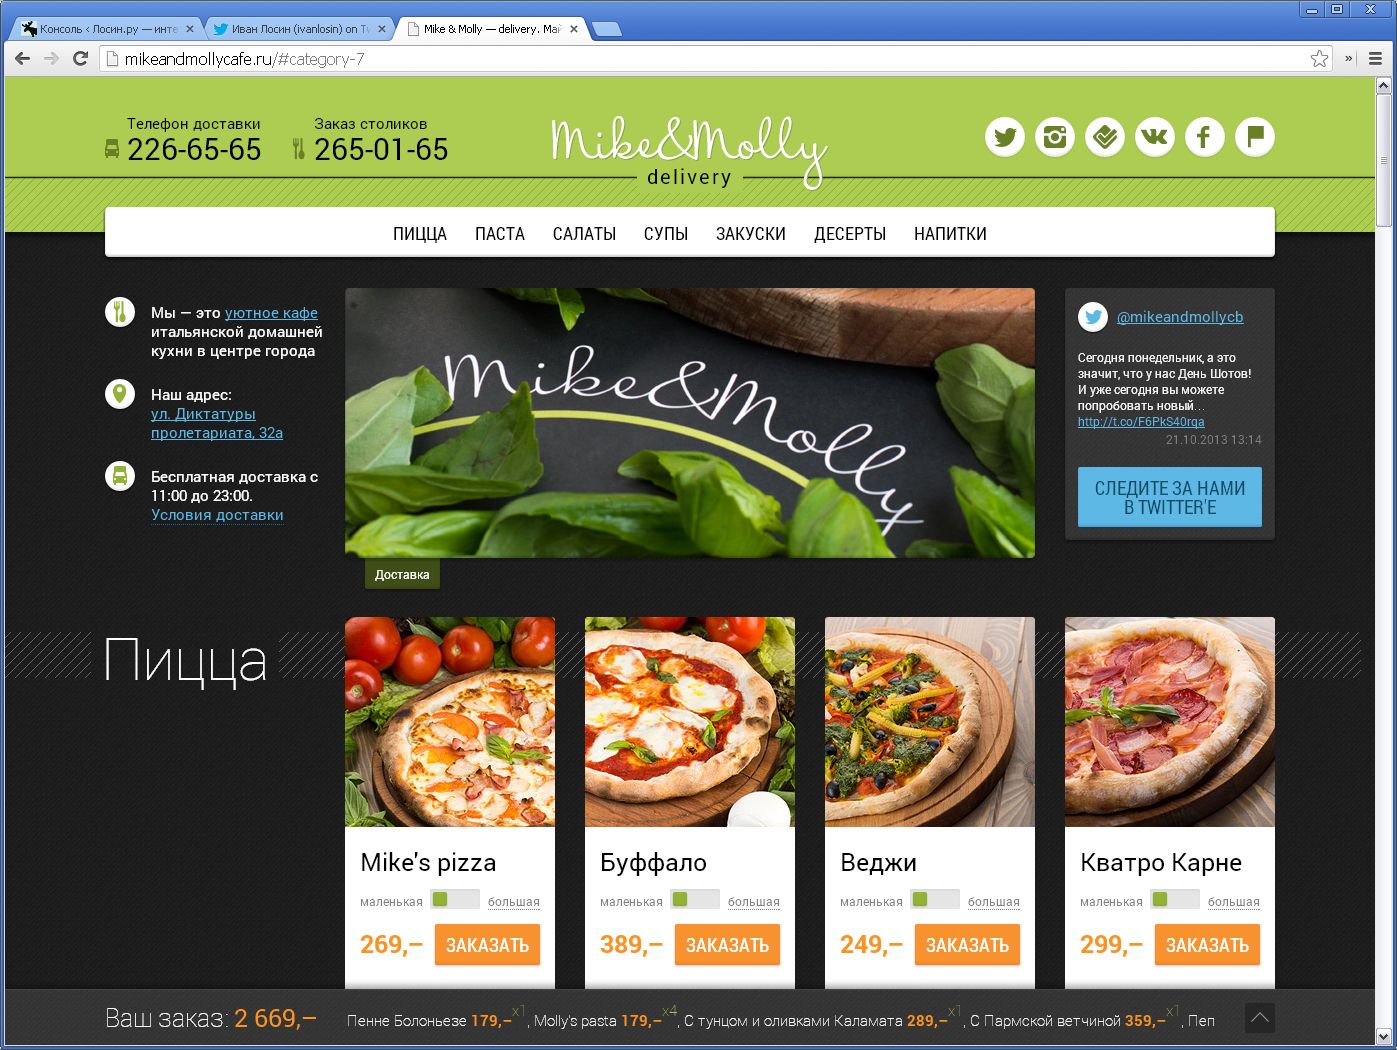 Консоль ‹ Лосин.ру — инте
Иван Лосин (ivanlosin) on Tw
Mike & Molly — delivery. Май
mikeandmollycafe.ru/#category-7
Телефон доставки
226-65-65
Заказ столиков
265-01-65
Mike&Molly
delivery
ПИЦЦА ПАСТА САЛАТЫ СУПЫ ЗАКУСКИ ДЕСЕРТЫ НАПИТКИ
Мы — это уютное кафе
итальянской домашней
кухни в центре города
Наш адрес:
ул. Диктатуры
пролетариата, 32а
Бесплатная доставка с
11:00 до 23:00.
Условия доставки
Mike&Molly
Доставка
@mikeandmollycb
Сегодня понедельник, а это
значит, что у нас День Шотов!
И уже сегодня вы можете
попробовать новый…
http://t.co/F6PkS40rqa
21.10.2013 13:14
СЛЕДИТЕ ЗА НАМИ
В TWITTER'Е
Пицца
Mike's pizza
маленькая большая
269,– ЗАКАЗАТЬ
Буффало
маленькая большая
389,– ЗАКАЗАТЬ
Веджи
маленькая большая
249,– ЗАКАЗАТЬ
Кватро Карне
маленькая большая
299,– ЗАКАЗАТЬ
Ваш заказ: 2 669,–
Пенне Болоньезе 179,–x1, Molly's pasta 179,–x4, С тунцом и оливками Каламата 289,–x1, С Пармской ветчиной 359,–x1, Пеп